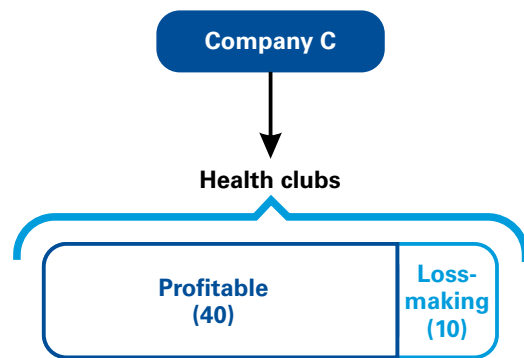 Company C
Health clubs
Profitable
(40)
Loss-
making
(10)